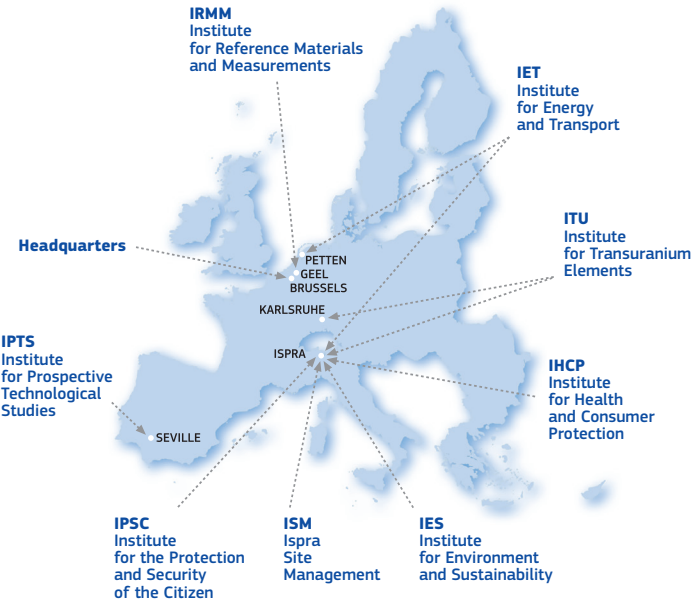 IRMM
Institute
for Reference Materials
and Measurements
IET
Institute
for Energy
and Transport
ITU
Institute
for Transuranium
Elements
Headquarters
PETTEN
GEEL
BRUSSELS
KARLSRUHE
ISPRA
IPTS
Institute
for Prospective
Technological
Studies
SEVILLE
IHCP
Institute
for Health
and Consumer
Protection
IPSC
Institute
for the Protection
and Security
of the Citizen
ISM
Ispra
Site
Management
IES
Institute
for Environment
and Sustainability